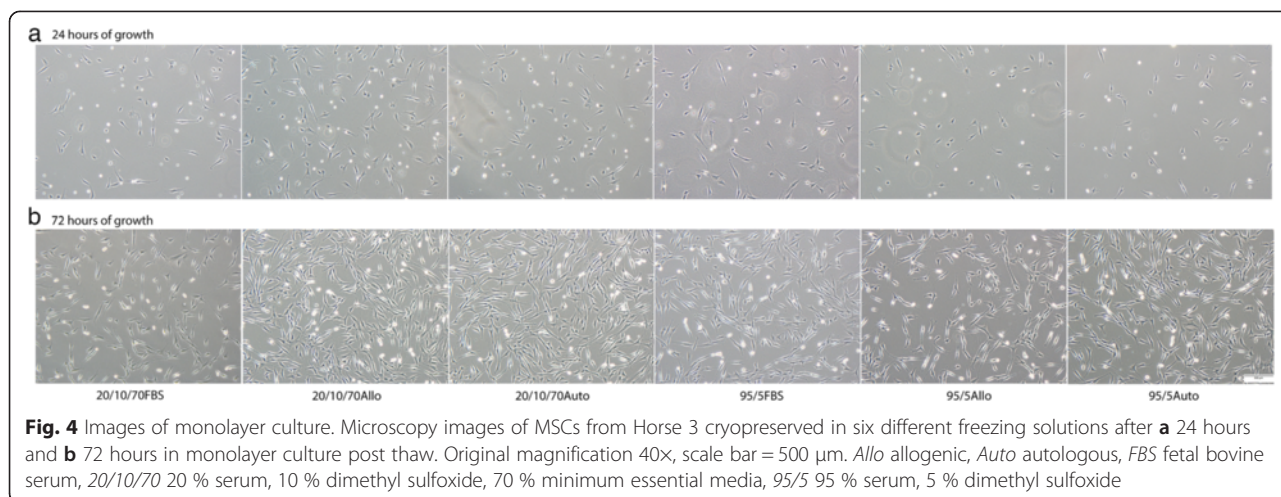 a 24 hours of growth
b 72 hours of growth
20/10/70FBS 20/10/70Allo 20/10/70Auto 95/5FBS 95/5Allo 95/5Auto
Fig. 4 Images of monolayer culture. Microscopy images of MSCs from Horse 3 cryopreserved in six different freezing solutions after a 24 hours
and b 72 hours in monolayer culture post thaw. Original magnification 40×, scale bar = 500 μm. Allo allogenic, Auto autologous, FBS fetal bovine
serum, 20/10/70 20 % serum, 10 % dimethyl sulfoxide, 70 % minimum essential media, 95/5 95 % serum, 5 % dimethyl sulfoxide